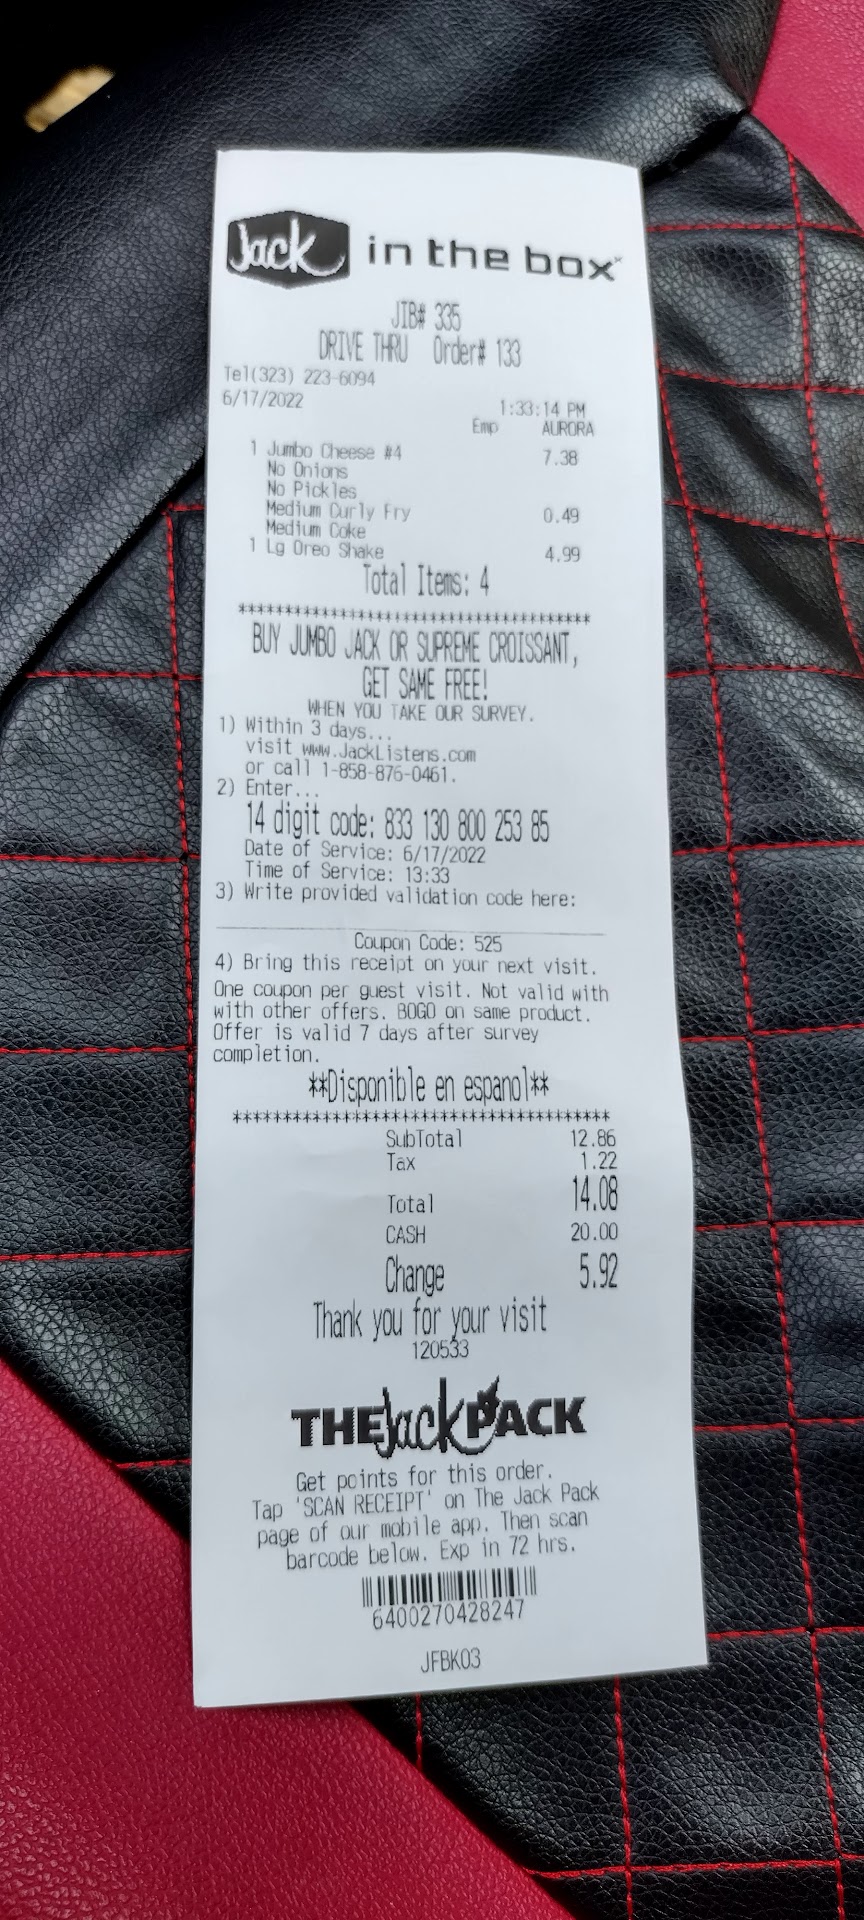 Jack in the box
JIB# 335
DRIVE THRU Order# 133
Tel(323) 223-6094
6/17/2022 1:33:14 PM
Emp AURORA
1 Jumbo Cheese #4 7.38
No Onions
No Pickles
Medium Curly Fry 0.49
Medium Coke
1 Lg Oreo Shake 4.99
Total Items: 4
**************************************
BUY JUMBO JACK OR SUPREME CROISSANT,
GET SAME FREE!
WHEN YOU TAKE OUR SURVEY.
1) Within 3 days...
visit www.JackListens.com
or call 1-858-876-0461.
2) Enter...
14 digit code: 833 130 800 253 85
Date of Service: 6/17/2022
Time of Service: 13:33
3) Write provided validation code here:
Coupon Code: 525
4) Bring this receipt on your next visit.
One coupon per guest visit. Not valid with
with other offers. BOGO on same product.
Offer is valid 7 days after survey
completion.
**Disponible en espanol**
**************************************
SubTotal 12.86
Tax 1.22
Total 14.08
CASH 20.00
Change 5.92
Thank you for your visit
120533
THE Jack PACK
Get points for this order.
Tap 'SCAN RECEIPT' on The Jack Pack
page of our mobile app. Then scan
barcode below. Exp in 72 hrs.
6400270428247
JFBK03